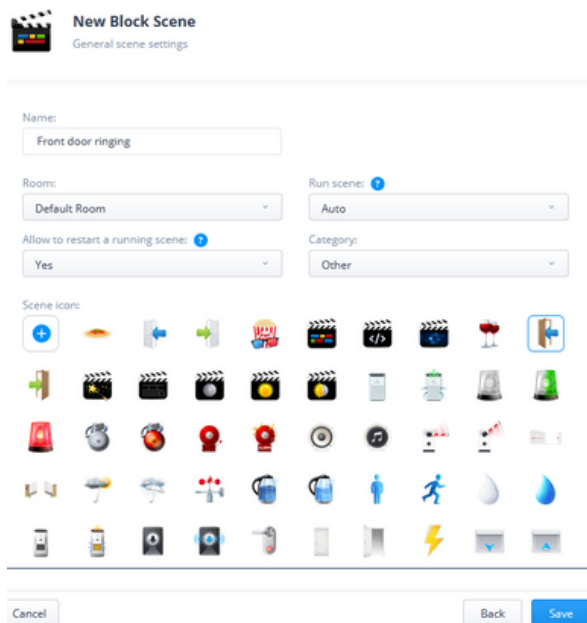 New Block Scene
General scene settings
Name:
Front door ringing
Room:
Run scene: ?
Default Room
Auto
Allow to restart a running scene: ?
Category:
Yes
Other
Scene icon:
</>
Cancel
Back
Save